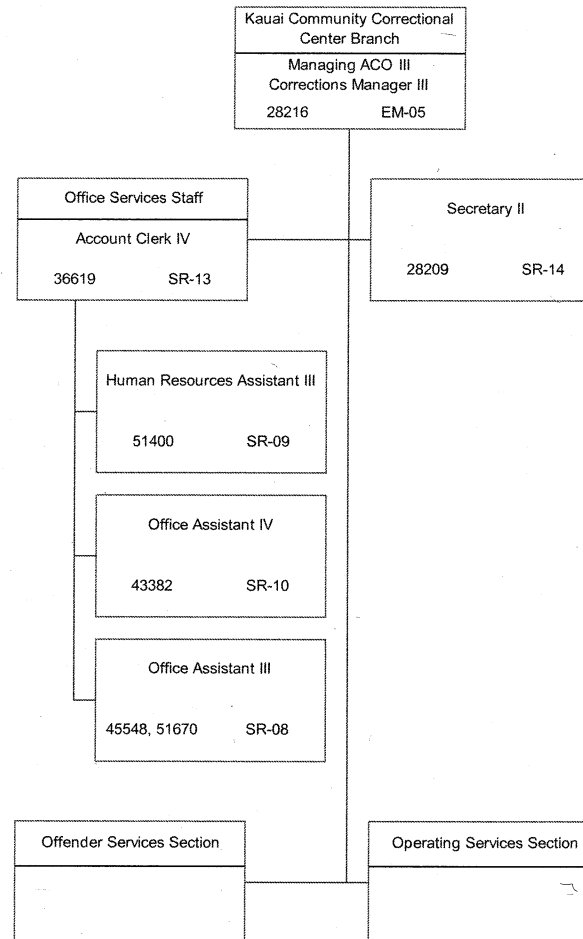 Kauai Community Correctional
Center Branch
Managing ACO III
Corrections Manager III
28216 EM-05
Office Services Staff
Account Clerk IV
36619 SR-13
Secretary II
28209 SR-14
Human Resources Assistant III
51400 SR-09
Office Assistant IV
43382 SR-10
Office Assistant III
45548, 51670 SR-08
Offender Services Section
Operating Services Section